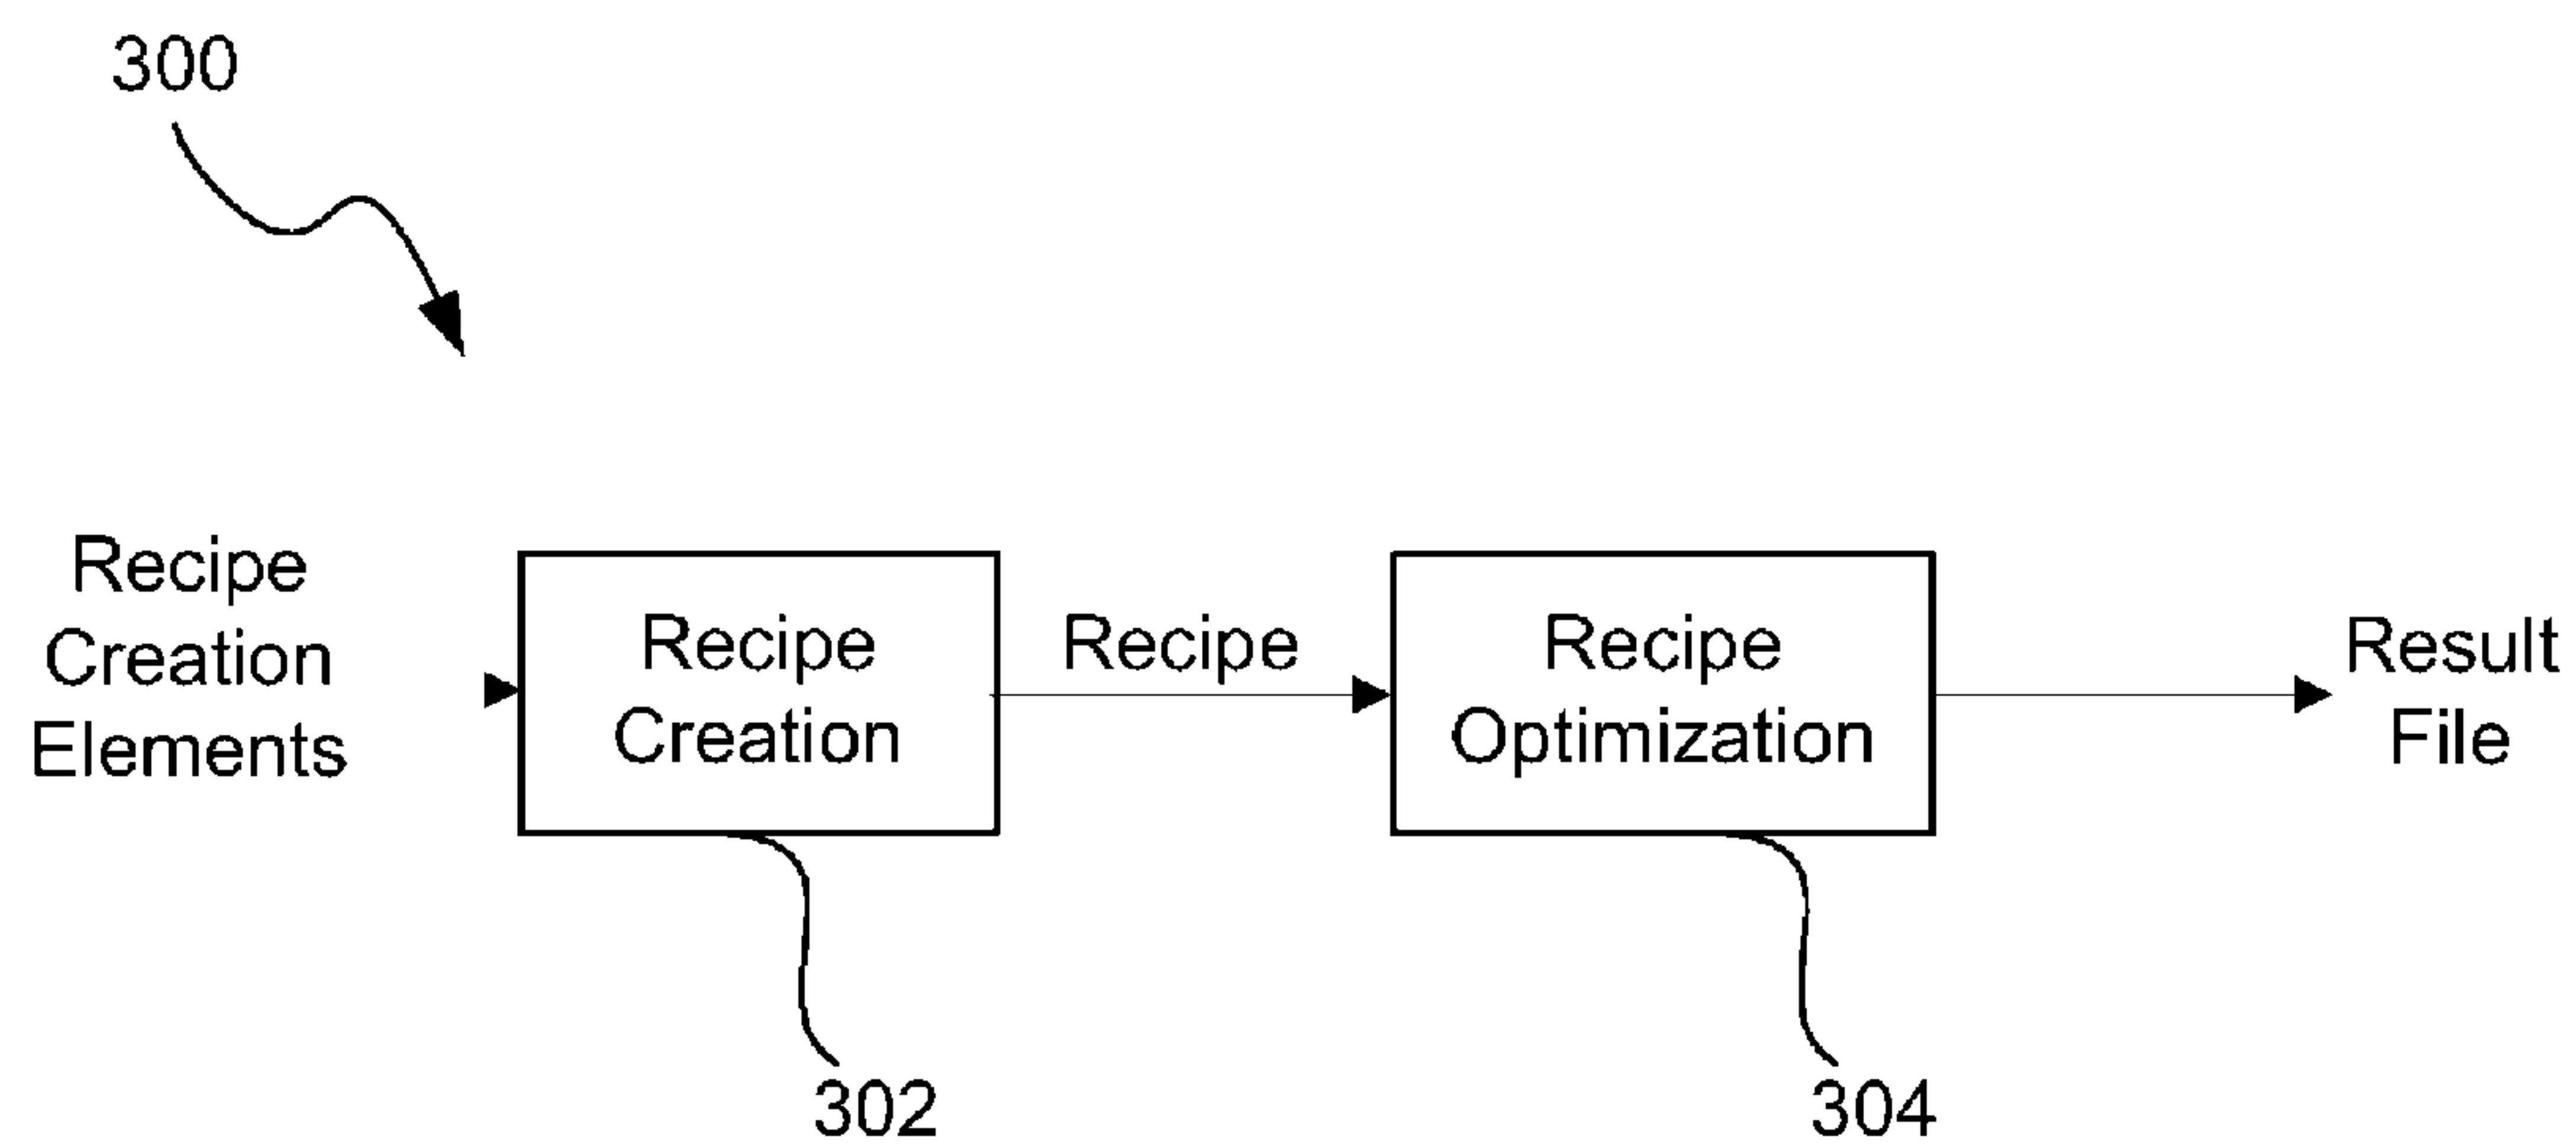 300
Recipe
Creation
Elements
Recipe
Creation
Recipe
Recipe
Optimization
Result
File
302
304